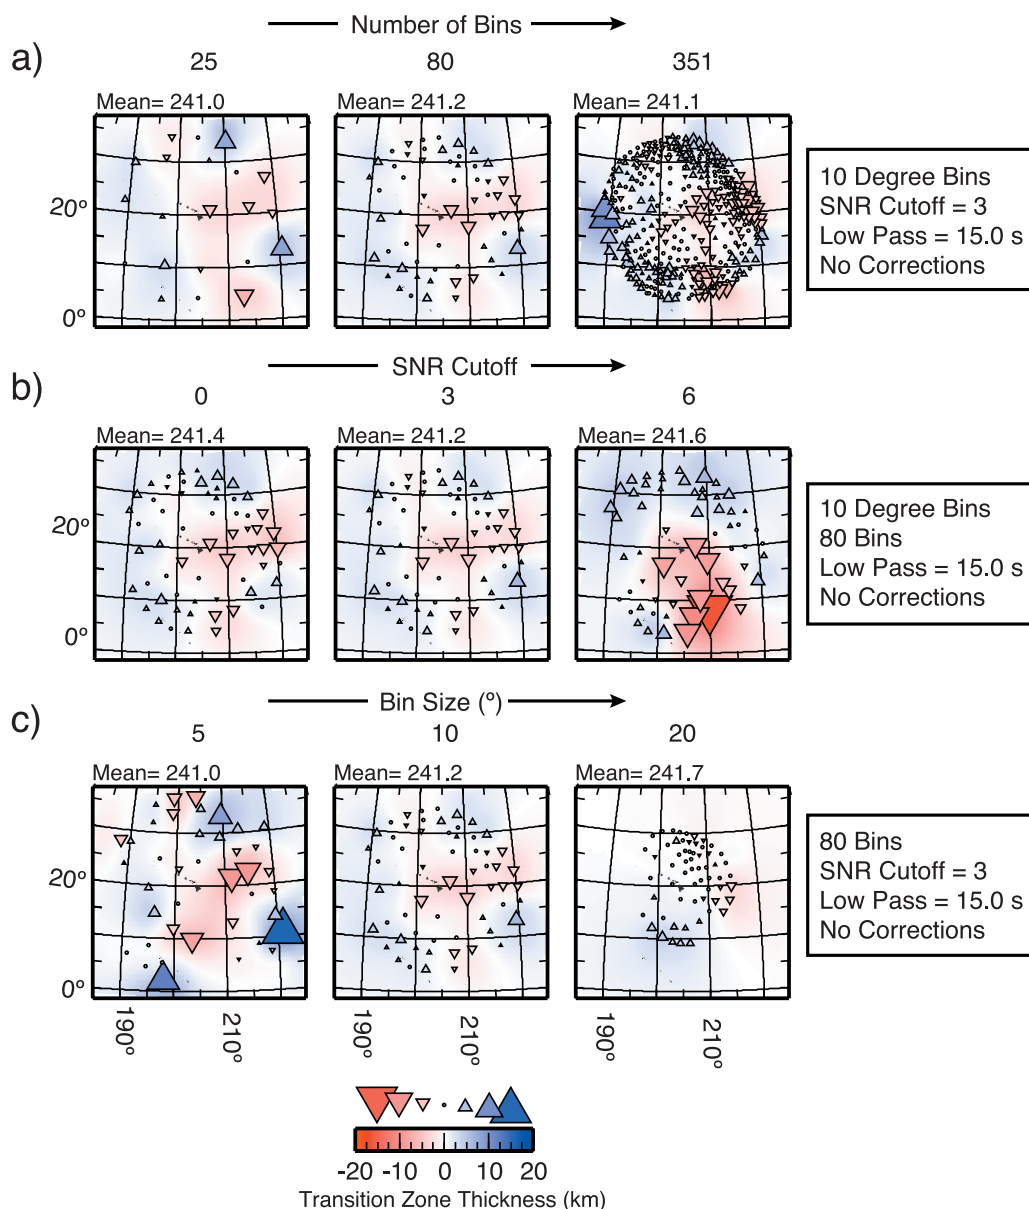 Number of Bins
a)
25 80 351
Mean= 241.0 Mean= 241.2 Mean= 241.1
20º
0º
10 Degree Bins
SNR Cutoff = 3
Low Pass = 15.0 s
No Corrections
SNR Cutoff
b)
0 3 6
Mean= 241.4 Mean= 241.2 Mean= 241.6
20º
0º
10 Degree Bins
80 Bins
Low Pass = 15.0 s
No Corrections
Bin Size (º)
c)
5 10 20
Mean= 241.0 Mean= 241.2 Mean= 241.7
20º
0º
80 Bins
SNR Cutoff = 3
Low Pass = 15.0 s
No Corrections
190º 210º 190º 210º 190º 210º
-20 -10 0 10 20
Transition Zone Thickness (km)